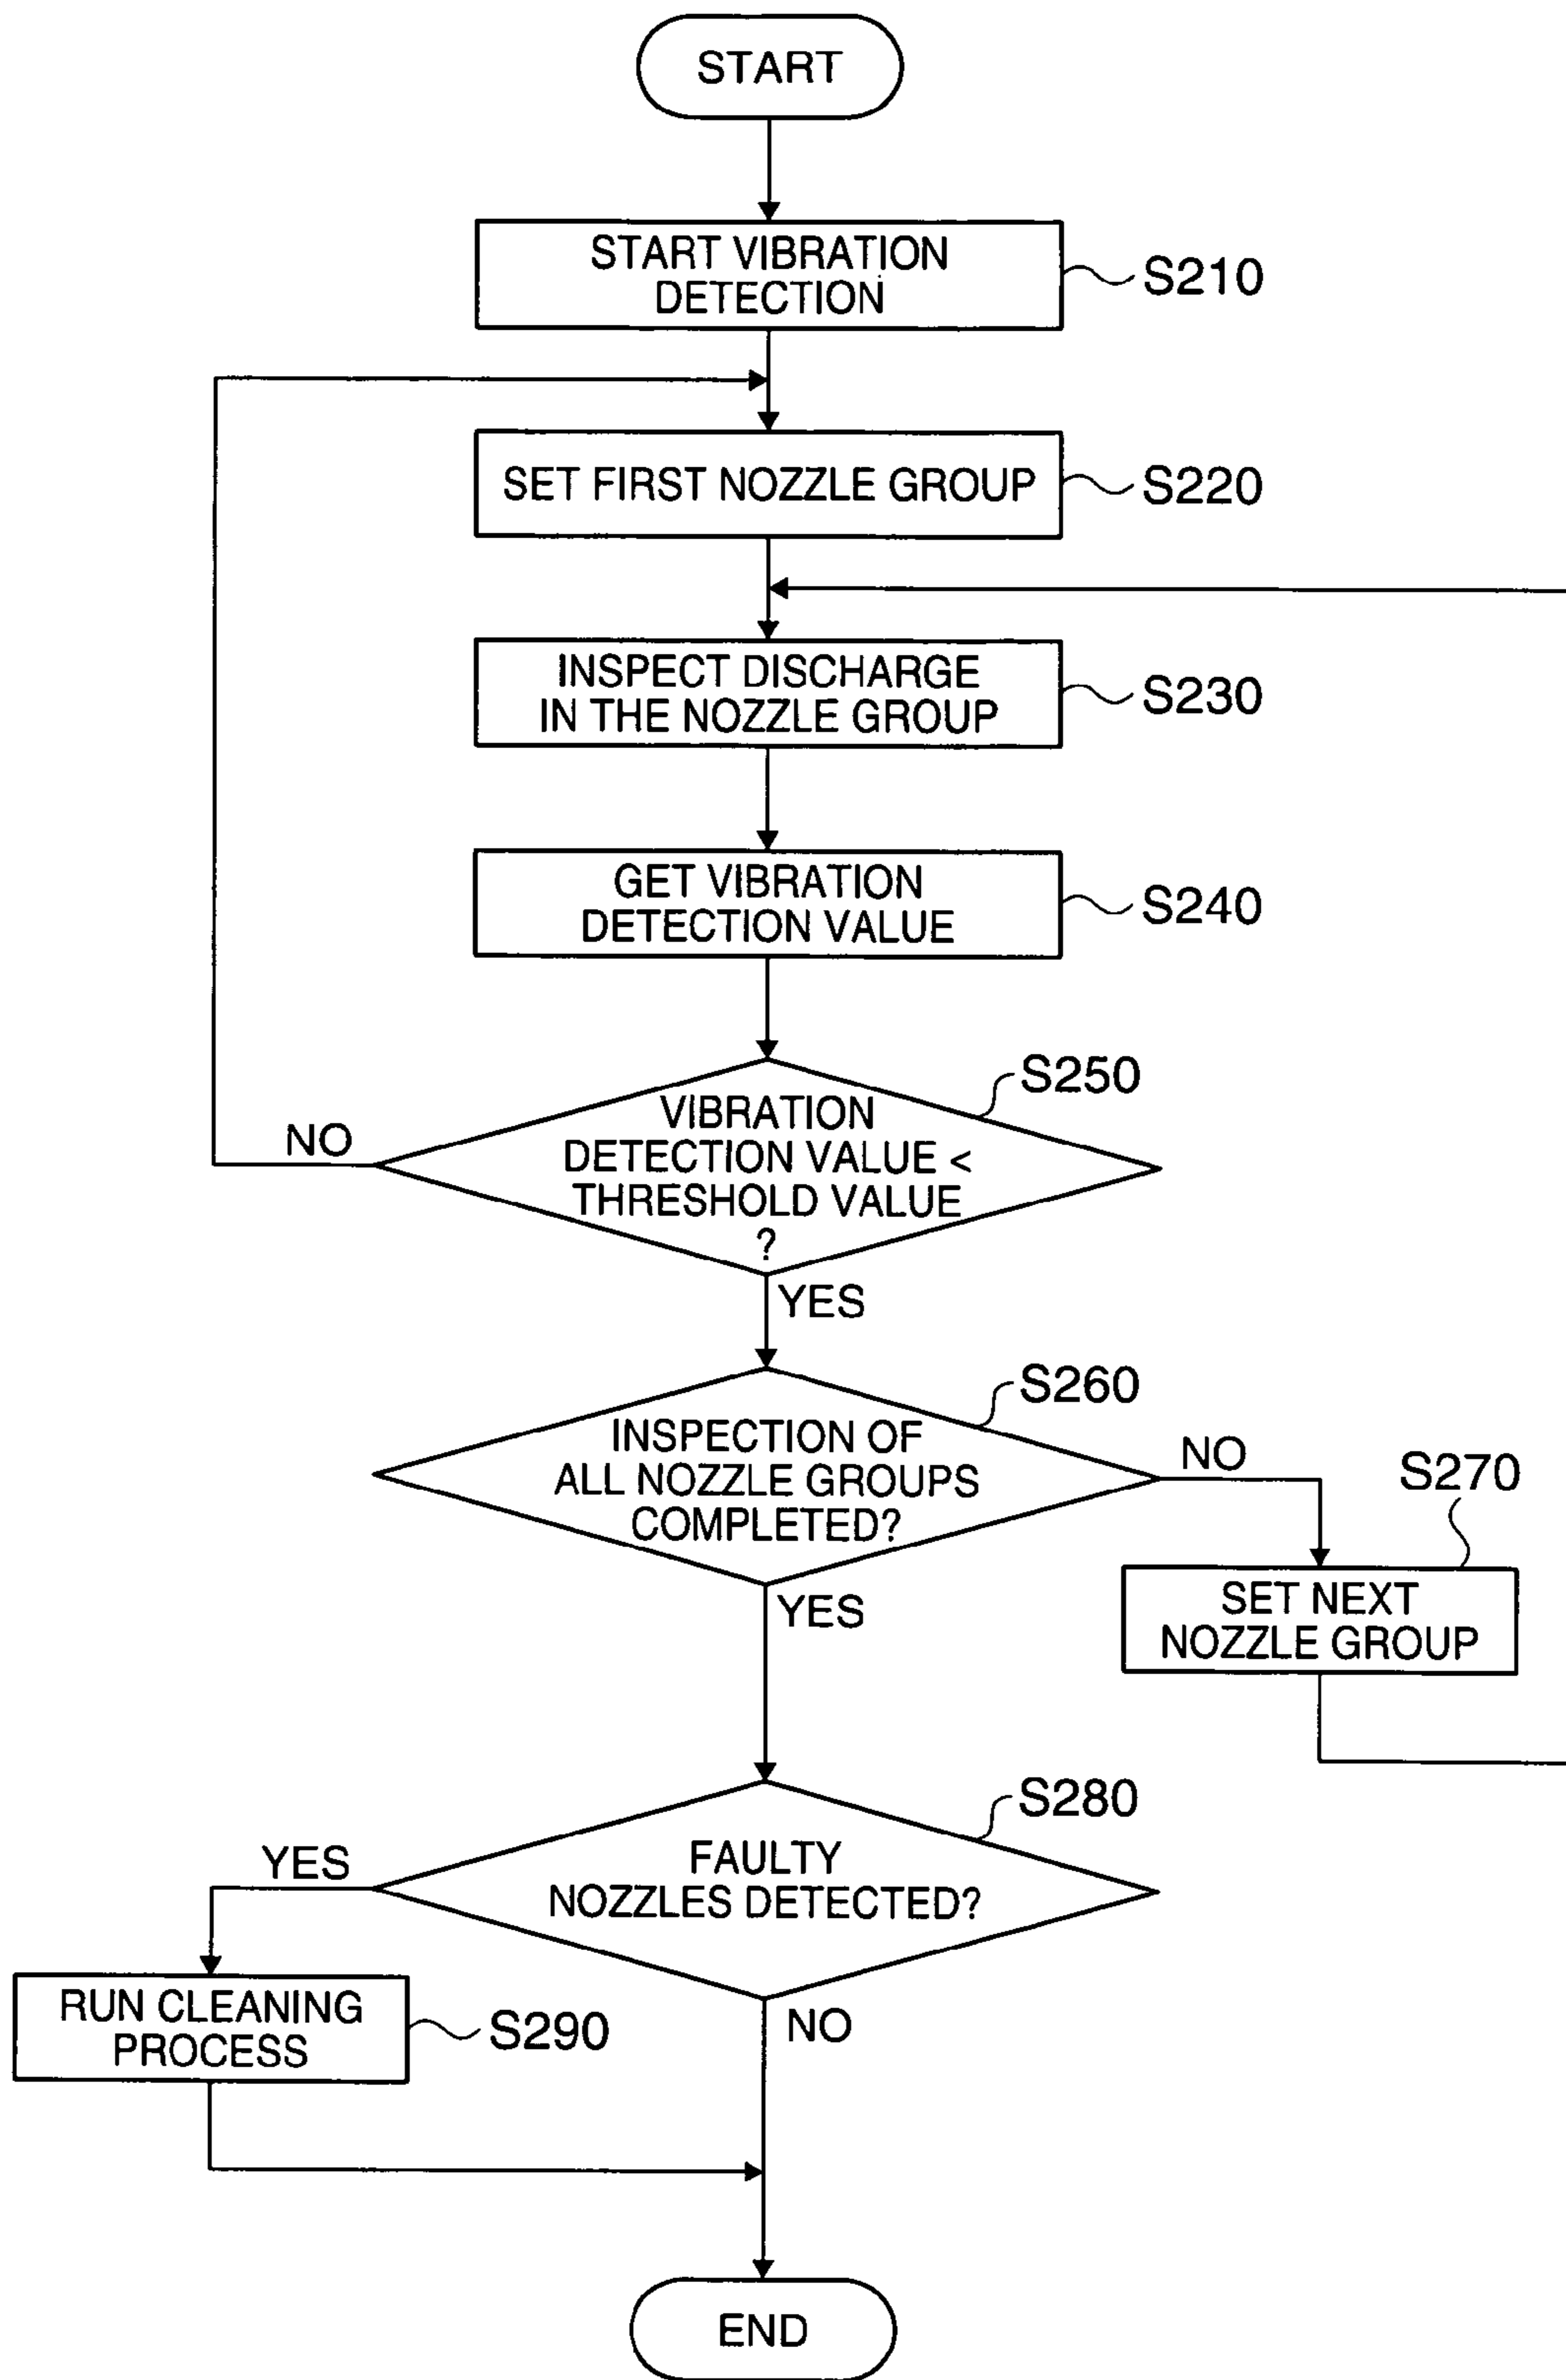 START
START VIBRATION
DETECTION
S210
SET FIRST NOZZLE GROUP
S220
INSPECT DISCHARGE
IN THE NOZZLE GROUP
S230
GET VIBRATION
DETECTION VALUE
S240
S250
VIBRATION
DETECTION VALUE <
THRESHOLD VALUE
?
NO
YES
S260
INSPECTION OF
ALL NOZZLE GROUPS
COMPLETED?
NO
S270
SET NEXT
NOZZLE GROUP
YES
S280
FAULTY
NOZZLES DETECTED?
YES
RUN CLEANING
PROCESS
S290
NO
END